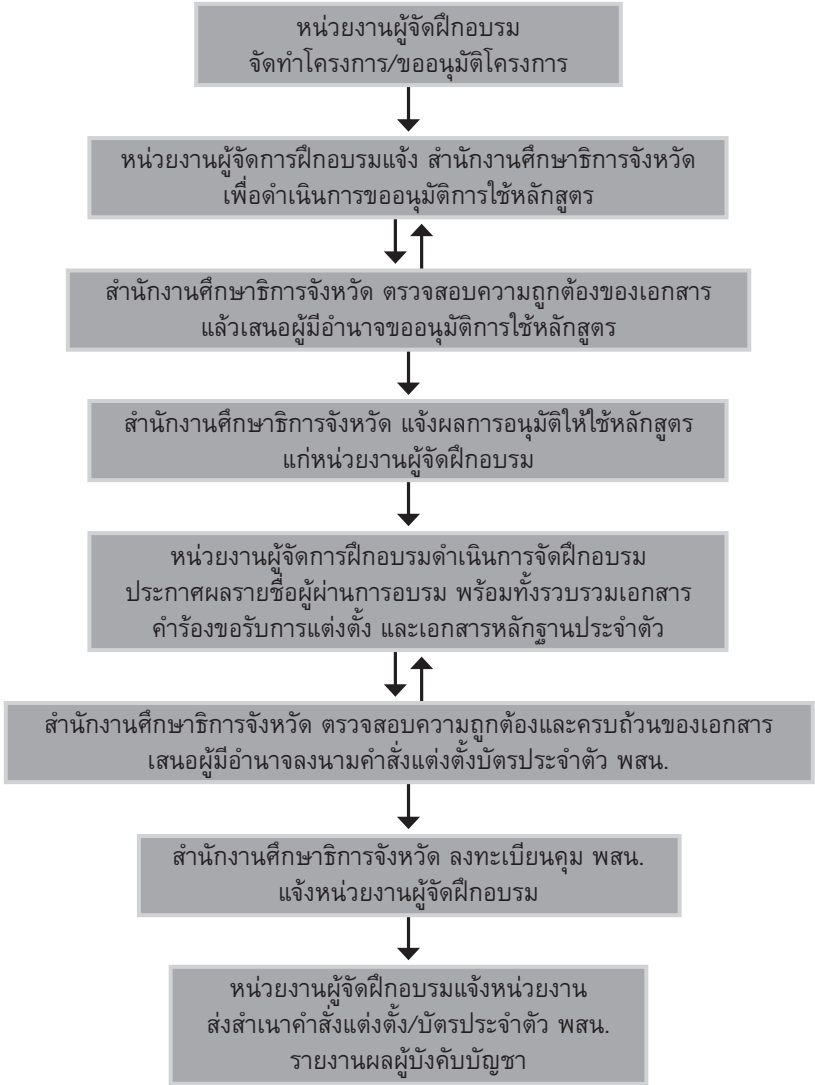 หน่วยงานผู้จัดฝึกอบรม
จัดทำโครงการ/ขออนุมัติโครงการ
หน่วยงานผู้จัดการฝึกอบรมแจ้ง สำนักงานศึกษาธิการจังหวัด
เพื่อดำเนินการขออนุมัติการใช้หลักสูตร
สำนักงานศึกษาธิการจังหวัด ตรวจสอบความถูกต้องของเอกสาร
แล้วเสนอผู้มีอำนาจขออนุมัติการใช้หลักสูตร
สำนักงานศึกษาธิการจังหวัด แจ้งผลการอนุมัติให้ใช้หลักสูตร
แก่หน่วยงานผู้จัดฝึกอบรม
หน่วยงานผู้จัดการฝึกอบรมดำเนินการจัดฝึกอบรม
ประกาศผลรายชื่อผู้ผ่านการอบรม พร้อมทั้งรวบรวมเอกสาร
คำร้องขอรับการแต่งตั้ง และเอกสารหลักฐานประจำตัว
สำนักงานศึกษาธิการจังหวัด ตรวจสอบความถูกต้องและครบถ้วนของเอกสาร
เสนอผู้มีอำนาจลงนามคำสั่งแต่งตั้งบัตรประจำตัว พสน.
สำนักงานศึกษาธิการจังหวัด ลงทะเบียนคุม พสน.
แจ้งหน่วยงานผู้จัดฝึกอบรม
หน่วยงานผู้จัดฝึกอบรมแจ้งหน่วยงาน
ส่งสำเนาคำสั่งแต่งตั้ง/บัตรประจำตัว พสน.
รายงานผลผู้บังคับบัญชา